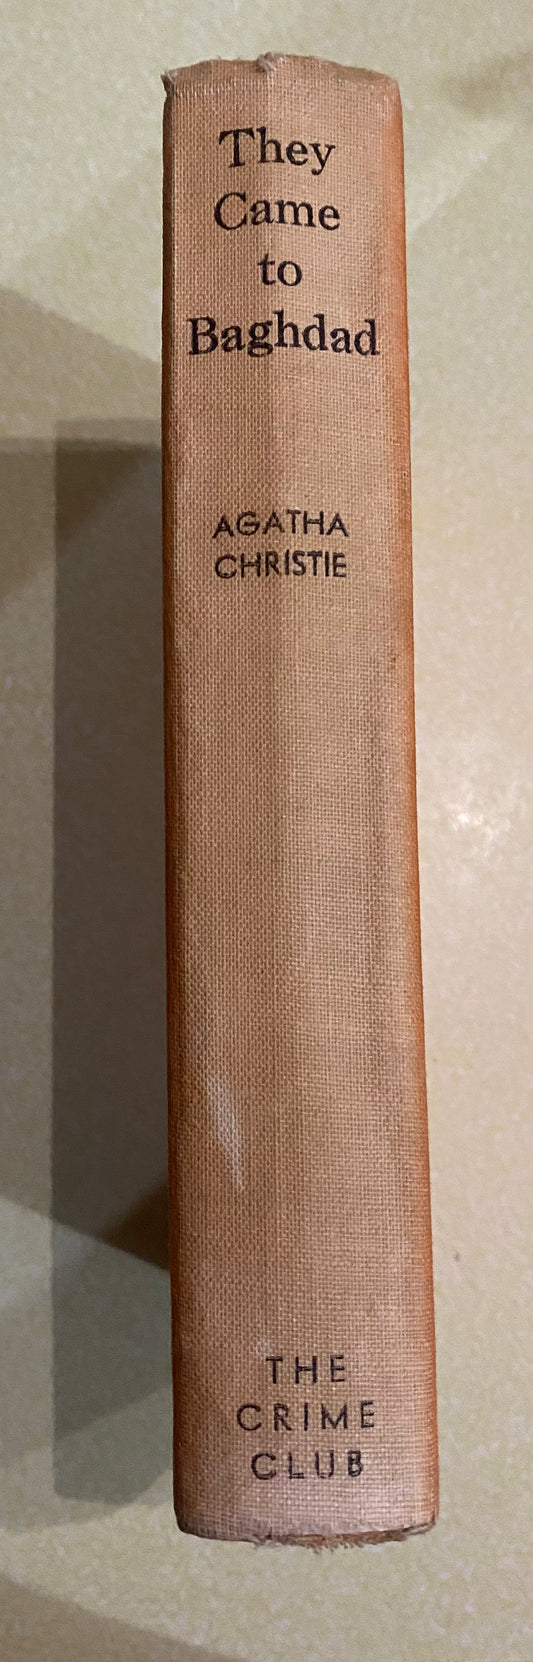 They
Came
to
Baghdad
AGATHA
CHRISTIE
THE
CRIME
CLUB